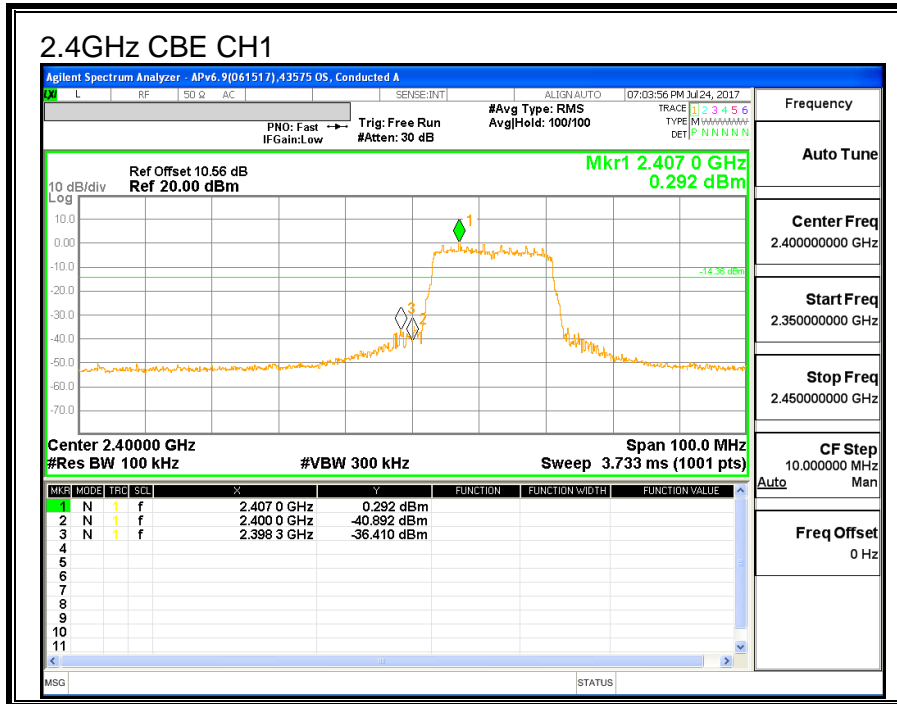 2.4GHz CBE CH1
Agilent Spectrum Analyzer - APv6.9(061517),43575 OS, Conducted A
LXI L RF 50 Ω AC SENSE:INT ALIGN AUTO 07:03:56 PM Jul 24, 2017
PNO: Fast
IFGain:Low
Trig: Free Run
#Atten: 30 dB
#Avg Type: RMS
Avg|Hold: 100/100
TRACE 1 2 3 4 5 6
TYPE M WWWWW
DET P N N N N N
Mkr1 2.407 0 GHz
0.292 dBm
Ref Offset 10.56 dB
10 dB/div Ref 20.00 dBm
Log
10.0
0.00
-10.0
-20.0
-30.0
-40.0
-50.0
-60.0
-70.0
1
-14.36 dBm
3
2
Center 2.40000 GHz Span 100.0 MHz
#Res BW 100 kHz #VBW 300 kHz Sweep 3.733 ms (1001 pts)
MKR MODE TRC SCL X Y FUNCTION FUNCTION WIDTH FUNCTION VALUE
1 N 1 f 2.407 0 GHz 0.292 dBm
2 N 1 f 2.400 0 GHz -40.892 dBm
3 N 1 f 2.398 3 GHz -36.410 dBm
4
5
6
7
8
9
10
11
MSG STATUS
Frequency
Auto Tune
Center Freq
2.400000000 GHz
Start Freq
2.350000000 GHz
Stop Freq
2.450000000 GHz
CF Step
10.000000 MHz
Auto Man
Freq Offset
0 Hz